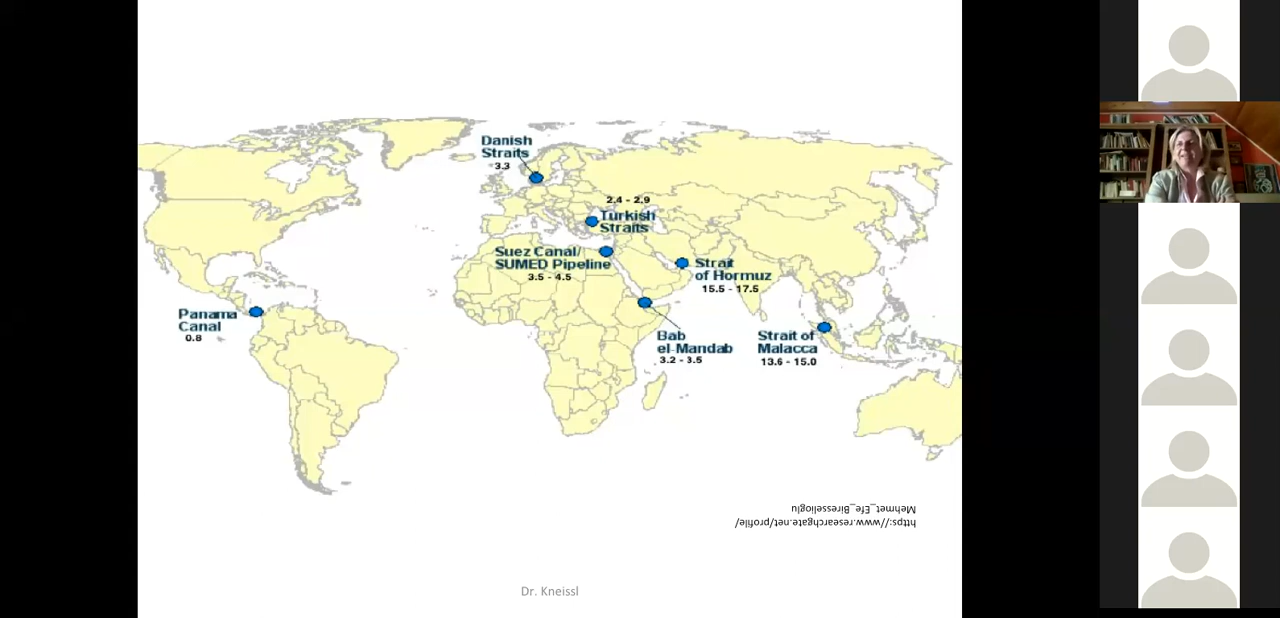 Danish
Straits
3.3
2.4 - 2.9
Turkish
Straits
Suez Canal/
SUMED Pipeline
3.5 - 4.5
Strait
of Hormuz
15.5 - 17.5
Panama
Canal
0.8
Bab
el-Mandab
3.2 - 3.5
Strait of
Malacca
13.6 - 15.0
https://www.researchgate.net/profile/
Mehmet_Efe_Biresselioglu
Dr. Kneissl